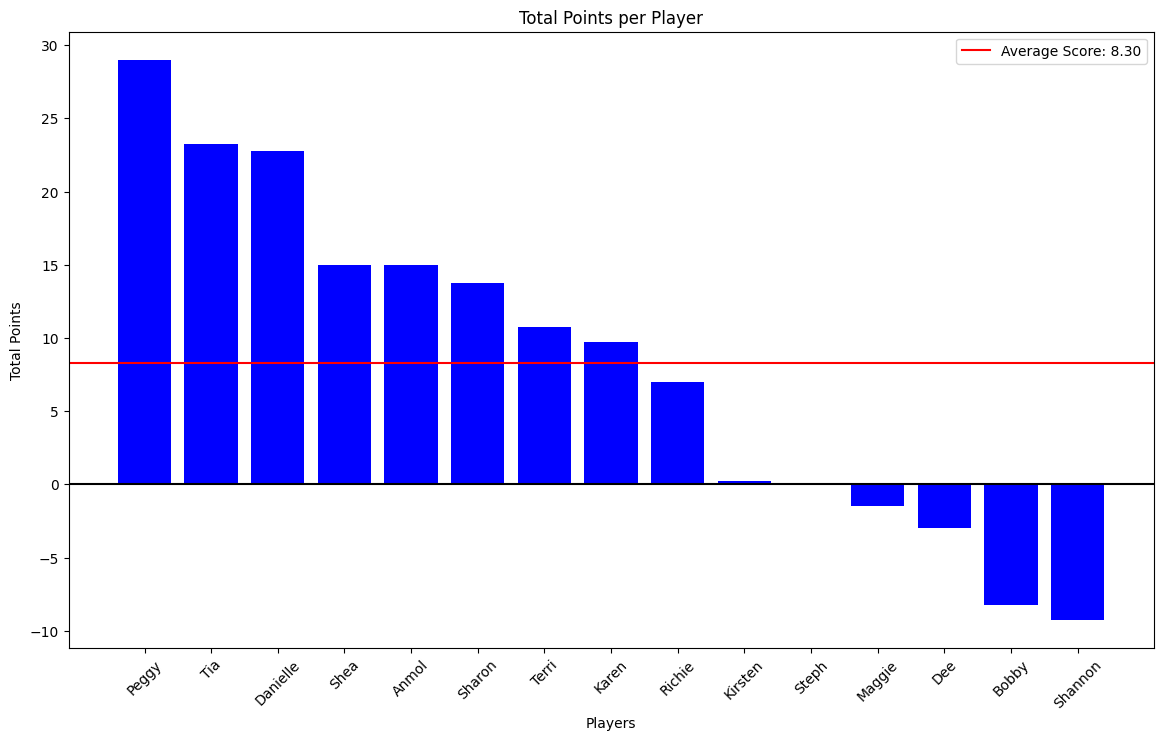 Total Points per Player
Average Score: 8.30
Total Points
30
25
20
15
10
5
0
−5
−10
Peggy
Tia
Danielle
Shea
Anmol
Sharon
Terri
Karen
Richie
Kirsten
Steph
Maggie
Dee
Bobby
Shannon
Players